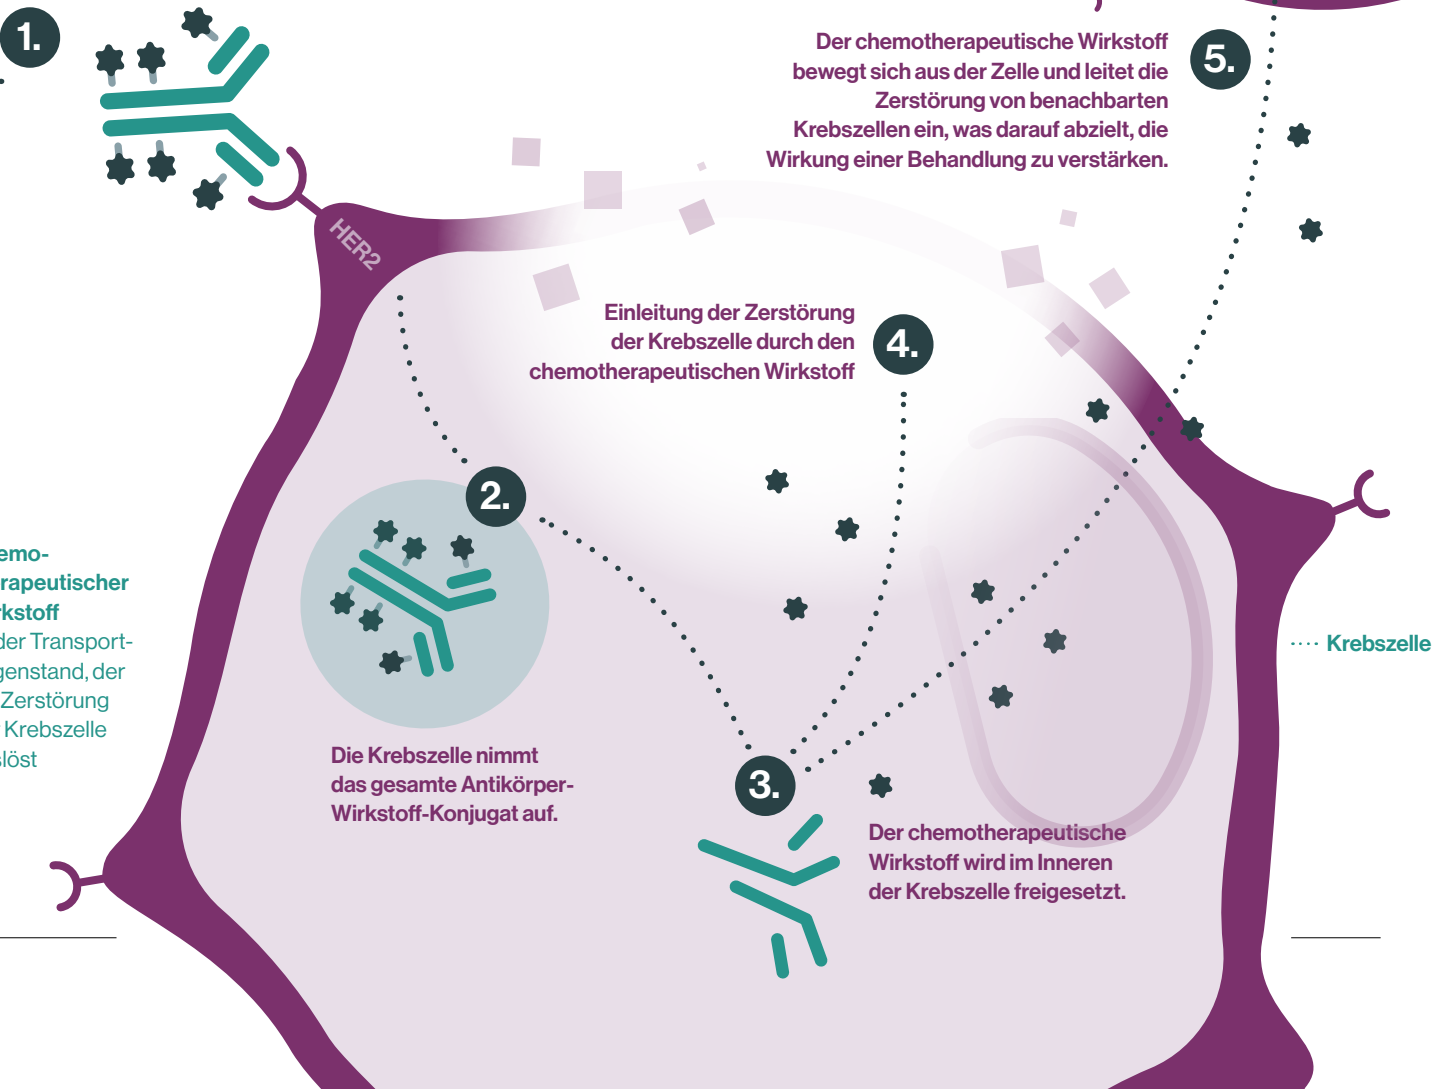 1.
Der chemotherapeutische Wirkstoff
bewegt sich aus der Zelle und leitet die
Zerstörung von benachbarten
Krebszellen ein, was darauf abzielt, die
Wirkung einer Behandlung zu verstärken.
5.
HER2
Einleitung der Zerstörung
der Krebszelle durch den
chemotherapeutischen Wirkstoff
4.
2.
emo-
rapeutischer
rkstoff
der Transport-
genstand, der
Zerstörung
Krebszelle
slöst
Krebszelle
Die Krebszelle nimmt
das gesamte Antikörper-
Wirkstoff-Konjugat auf.
3.
Der chemotherapeutische
Wirkstoff wird im Inneren
der Krebszelle freigesetzt.